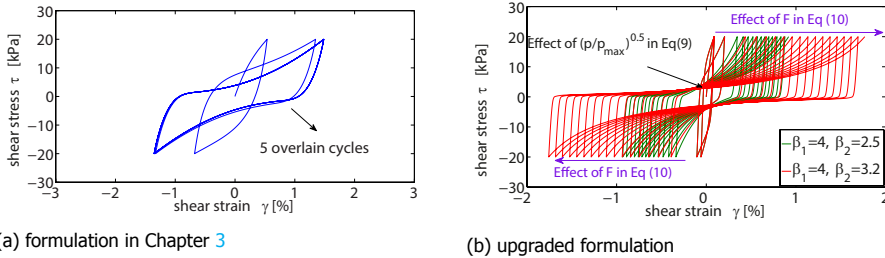 30
20
10
0
−10
−20
−30
−3
−2
−1
0
1
2
3
shear stress τ [kPa]
shear strain γ [%]
5 overlain cycles
(a) formulation in Chapter 3
30
20
10
0
−10
−20
−30
−2
−1
0
1
2
shear stress τ [kPa]
shear strain γ [%]
Effect of F in Eq (10)
Effect of (p/pmax)0.5 in Eq(9)
Effect of F in Eq (10)
β1=4, β2=2.5
β1=4, β2=3.2
(b) upgraded formulation